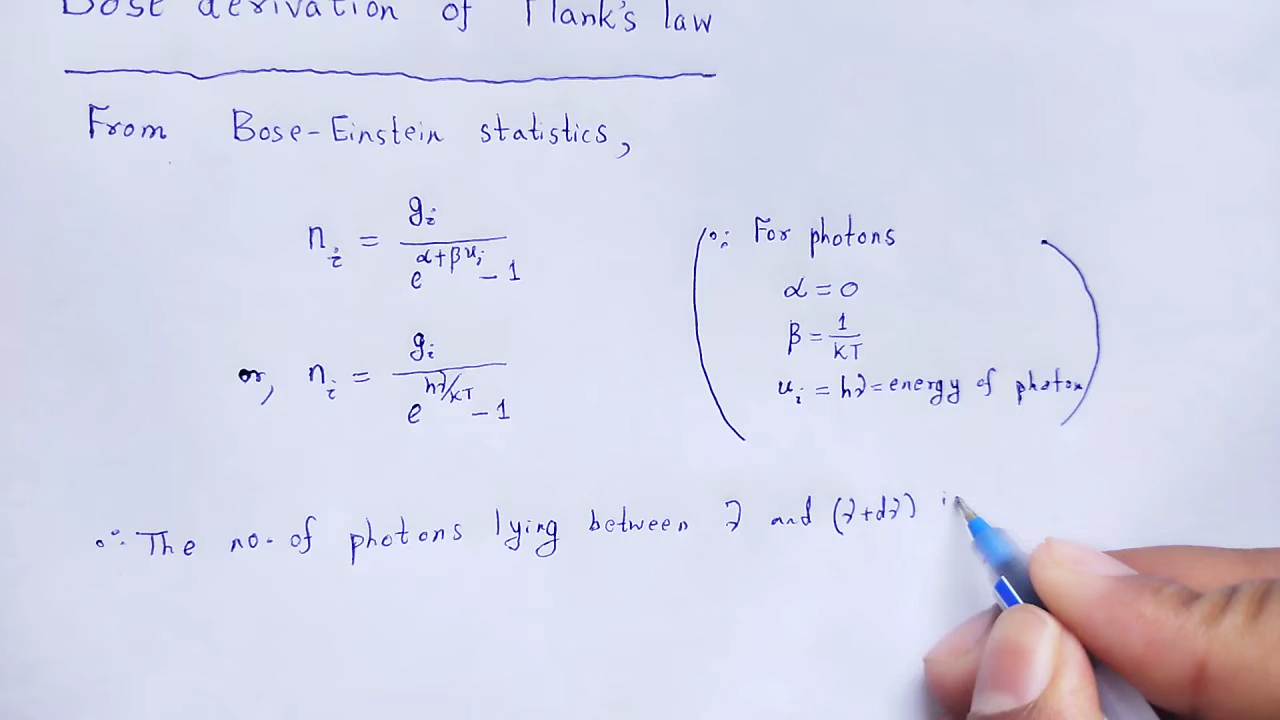 Bose derivation of Plank's law
From Bose-Einstein statistics,
nᵢ = gᵢ / (e^(α+βuᵢ) - 1)
or, nᵢ = gᵢ / (e^(hν/KT) - 1)
(∵ For photons
α = 0
β = 1/KT
uᵢ = hν = energy of photon)
∴ The no. of photons lying between ν and (ν+dν) i